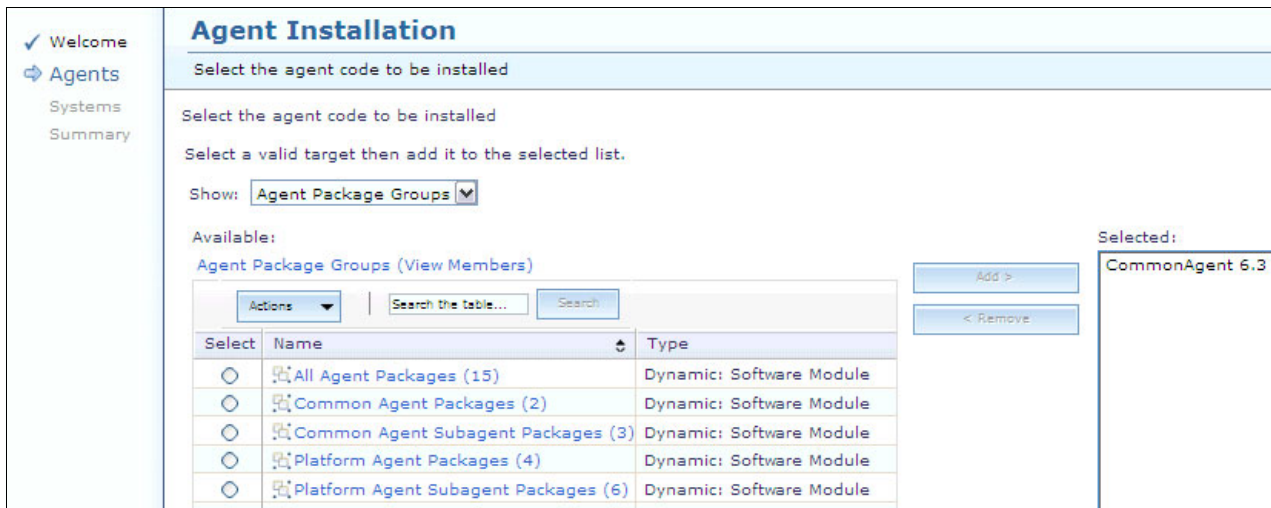 Welcome
Agents
Systems
Summary
Agent Installation
Select the agent code to be installed
Select the agent code to be installed
Select a valid target then add it to the selected list.
Show: Agent Package Groups
Available:
Agent Package Groups (View Members)
Actions Search the table... Search
Select Name Type
All Agent Packages (15) Dynamic: Software Module
Common Agent Packages (2) Dynamic: Software Module
Common Agent Subagent Packages (3) Dynamic: Software Module
Platform Agent Packages (4) Dynamic: Software Module
Platform Agent Subagent Packages (6) Dynamic: Software Module
Add >
< Remove
Selected:
CommonAgent 6.3